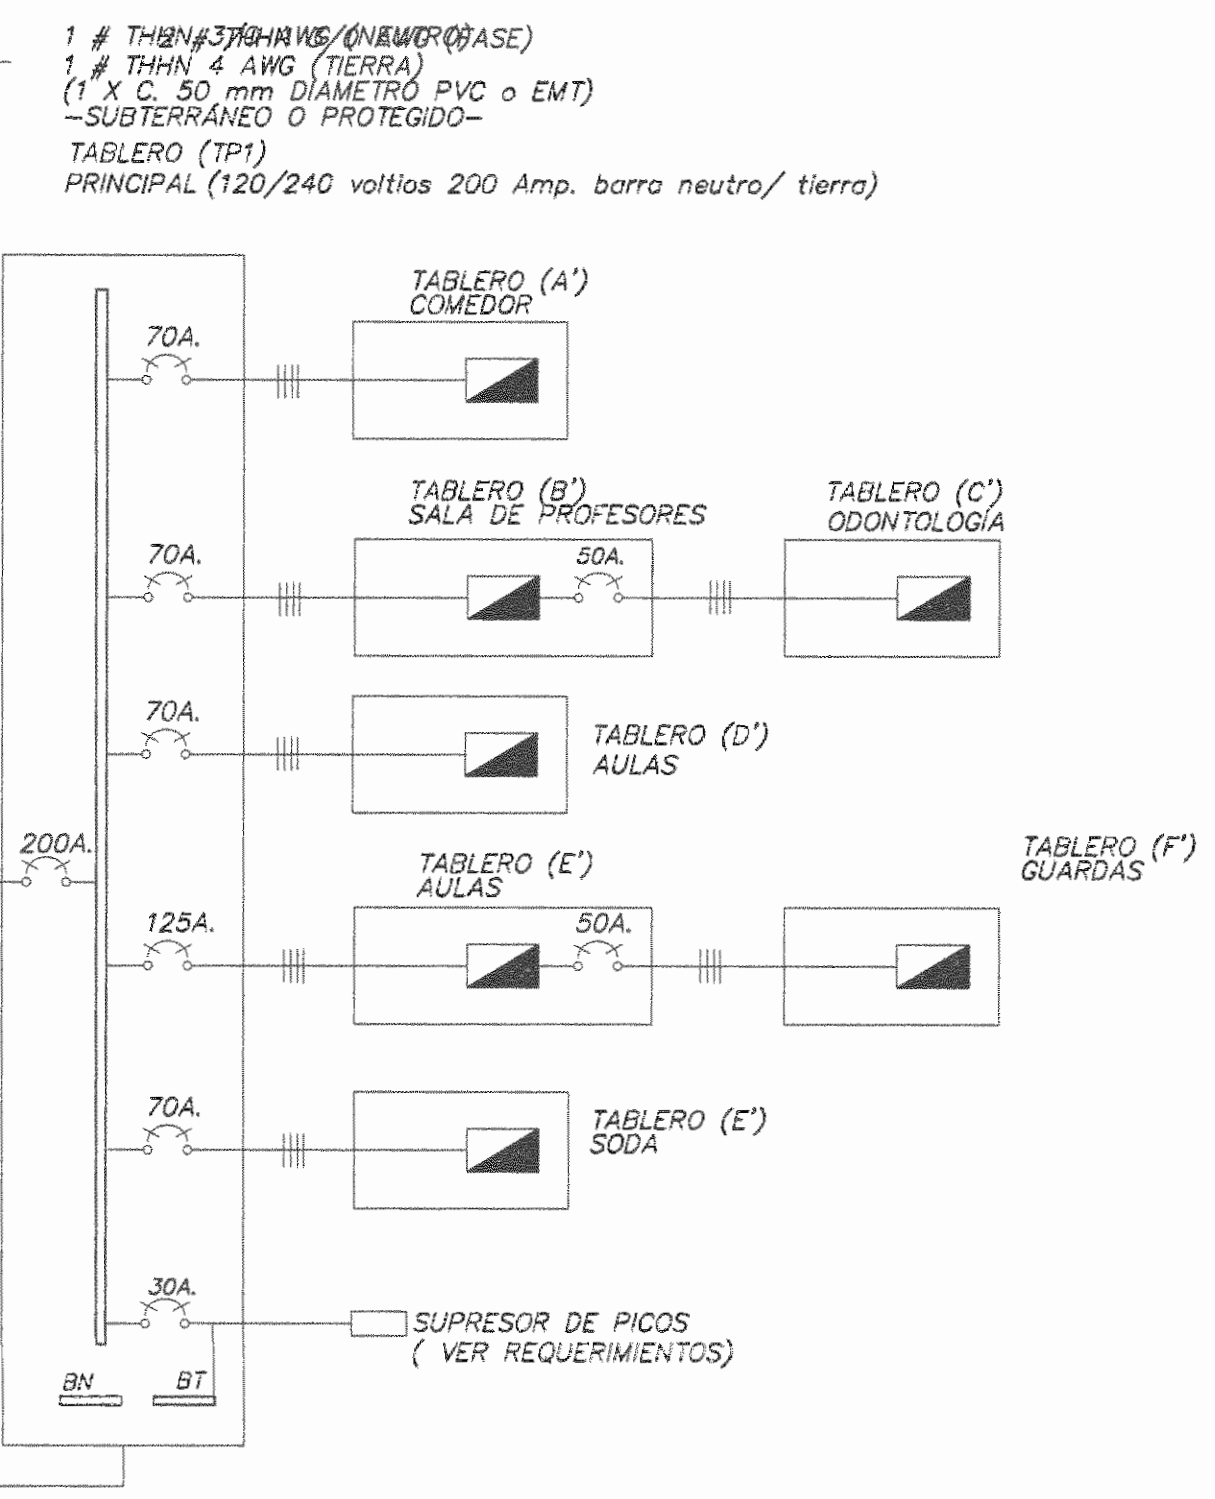 1 # THHN
1 # THHN 4 AWG (TIERRA)
(1 X C. 50 mm DIAMETRO PVC o EMT)
-SUBTERRÁNEO O PROTEGIDO-
TABLERO (TP1)
PRINCIPAL (120/240 voltios 200 Amp. barra neutro/ tierra)
TABLERO (A')
COMEDOR
70A.
TABLERO (B')
SALA DE PROFESORES
TABLERO (C')
ODONTOLOGÍA
70A.
50A.
70A.
TABLERO (D')
AULAS
200A.
TABLERO (E')
AULAS
TABLERO (F')
GUARDAS
125A.
50A.
70A.
TABLERO (E')
SODA
30A.
SUPRESOR DE PICOS
( VER REQUERIMIENTOS)
BN
BT